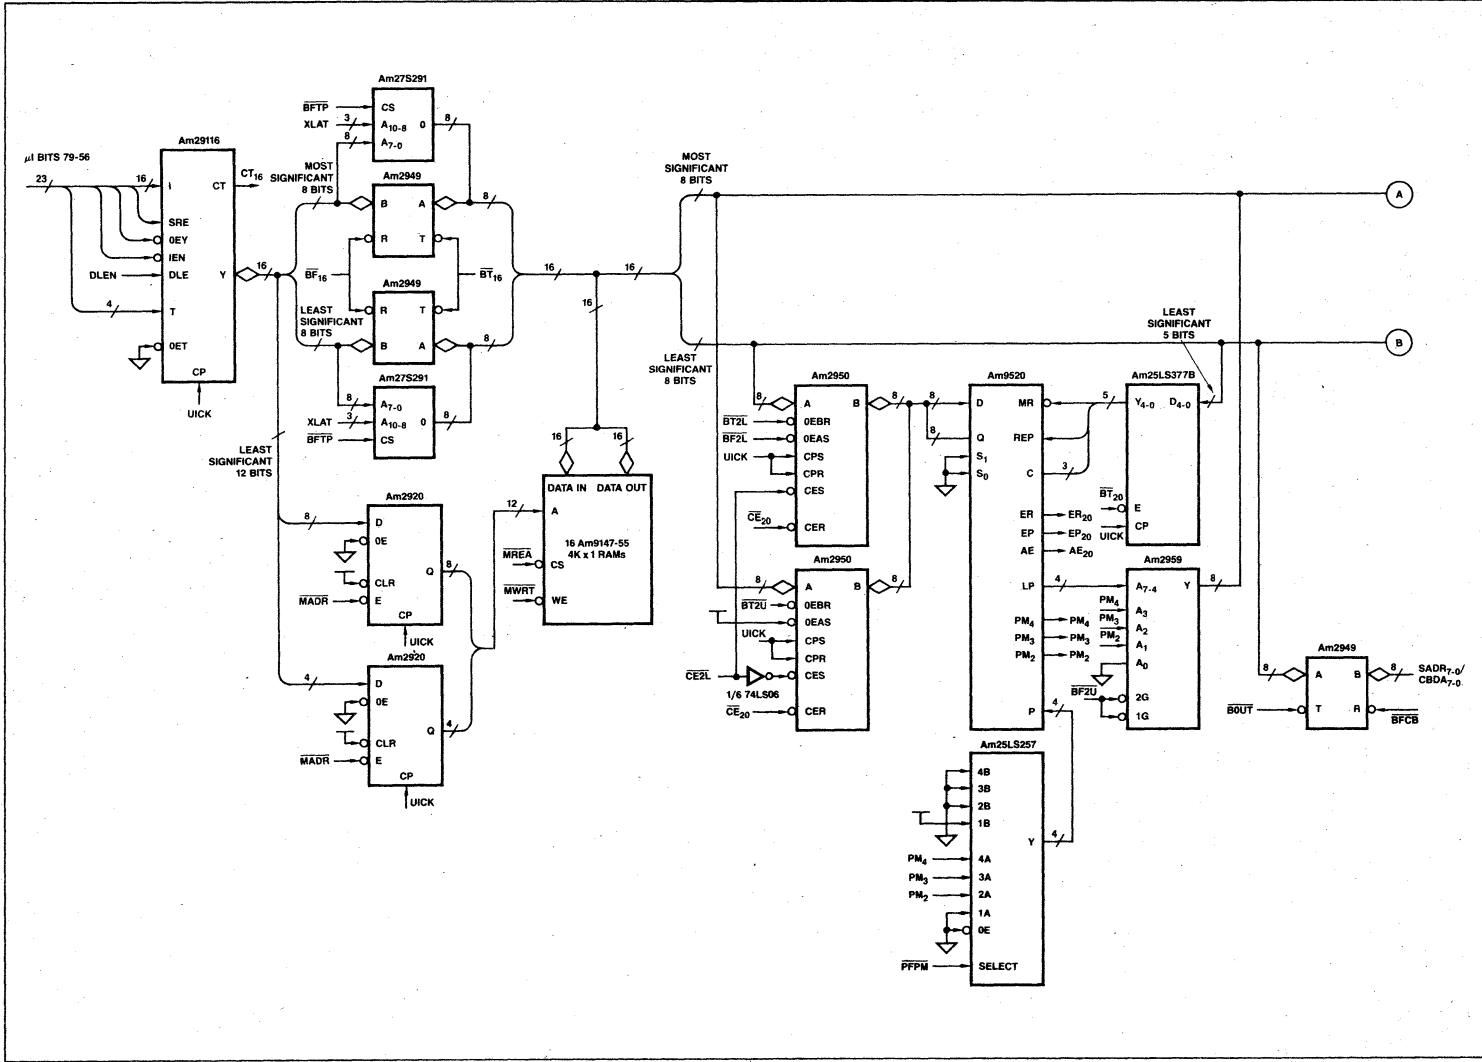 μI BITS 79-56
23
Am29116
16
I
CT
CT16
SRE
0EY
IEN
DLEN
DLE
Y
16
4
T
0ET
CP
UICK
Am27S291
BFTP
CS
XLAT
3
A10-8
0
8
8
A7-0
MOST
SIGNIFICANT
8 BITS
Am2949
B
A
8
R
T
BF16
BT16
Am2949
LEAST
SIGNIFICANT
8 BITS
R
T
B
A
8
Am27S291
8
A7-0
XLAT
3
A10-8
0
8
BFTP
CS
LEAST
SIGNIFICANT
12 BITS
Am2920
8
D
0E
Q
8
CLR
MADR
E
CP
UICK
Am2920
4
D
0E
Q
4
CLR
MADR
E
CP
UICK
16
16
16
16
16
DATA IN
DATA OUT
12
A
16 Am9147-55
4K x 1 RAMs
MREA
CS
MWRT
WE
MOST
SIGNIFICANT
8 BITS
A
LEAST
SIGNIFICANT
8 BITS
B
Am2950
8
A
B
8
BT2L
0EBR
BF2L
0EAS
UICK
CPS
CPR
CES
CE20
CER
Am2950
8
A
B
8
BT2U
0EBR
0EAS
UICK
CPS
CPR
CE2L
CES
1/6 74LS06
CE20
CER
Am9520
8
D
MR
8
Q
REP
S1
S0
C
3
5
ER
ER20
EP
EP20
AE
AE20
LP
4
PM4
PM4
PM3
PM3
PM2
PM2
P
4
LEAST
SIGNIFICANT
5 BITS
Am25LS377B
Y4-0
D4-0
BT20
E
CP
UICK
Am2959
A7-4
Y
8
PM4
A3
PM3
A2
PM2
A1
A0
BF2U
2G
1G
Am2949
8
A
B
8
SADR7-0/
CBDA7-0
B0UT
T
R
BFCB
Am25LS257
4B
3B
2B
1B
Y
4
PM4
4A
PM3
3A
PM2
2A
1A
0E
PFPM
SELECT